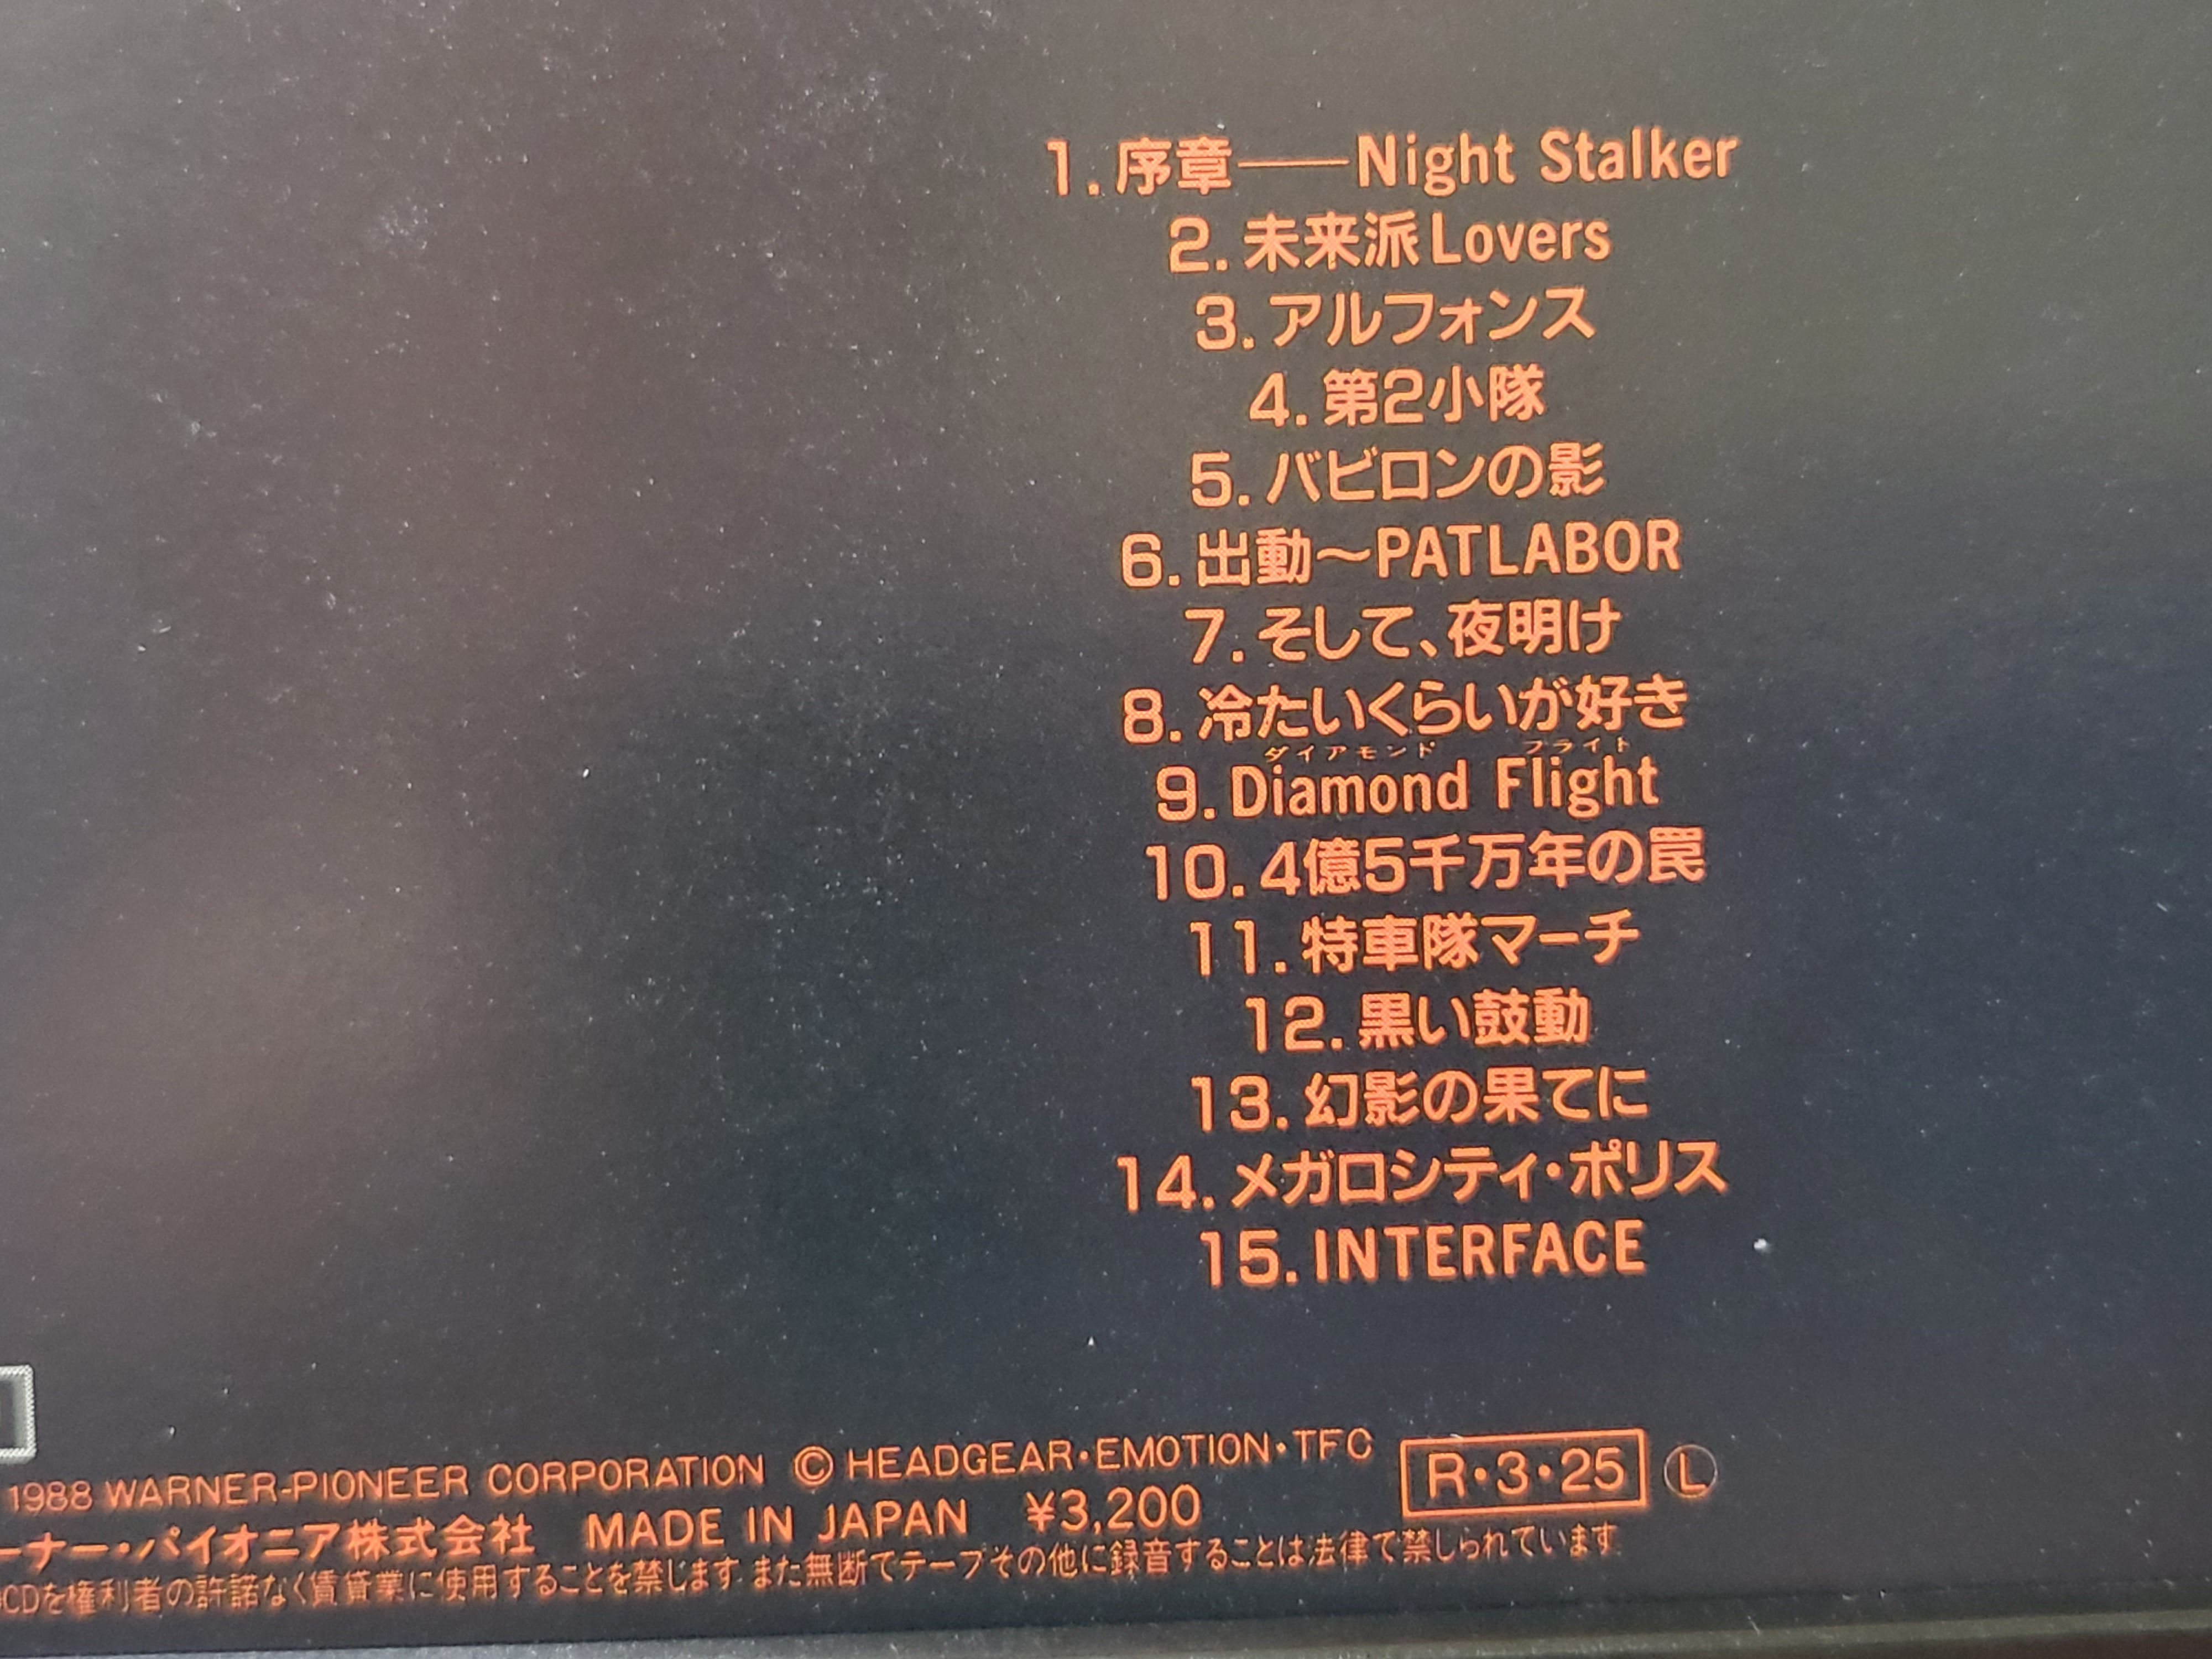 1. 序章——Night Stalker
2. 未来派Lovers
3. アルフォンス
4. 第2小隊
5. バビロンの影
6. 出動〜PATLABOR
7. そして、夜明け
8. 冷たいくらいが好き
ダイアモンド フライト
9. Diamond Flight
10. 4億5千万年の罠
11. 特車隊マーチ
12. 黒い鼓動
13. 幻影の果てに
14. メガロシティ・ポリス
15. INTERFACE
1988 WARNER-PIONEER CORPORATION © HEADGEAR・EMOTION・TFC
R・3・25 Ⓛ
ーナー・パイオニア株式会社 MADE IN JAPAN ¥3,200
CDを権利者の許諾なく賃貸業に使用することを禁じます.また無断でテープその他に録音することは法律で禁じられています.